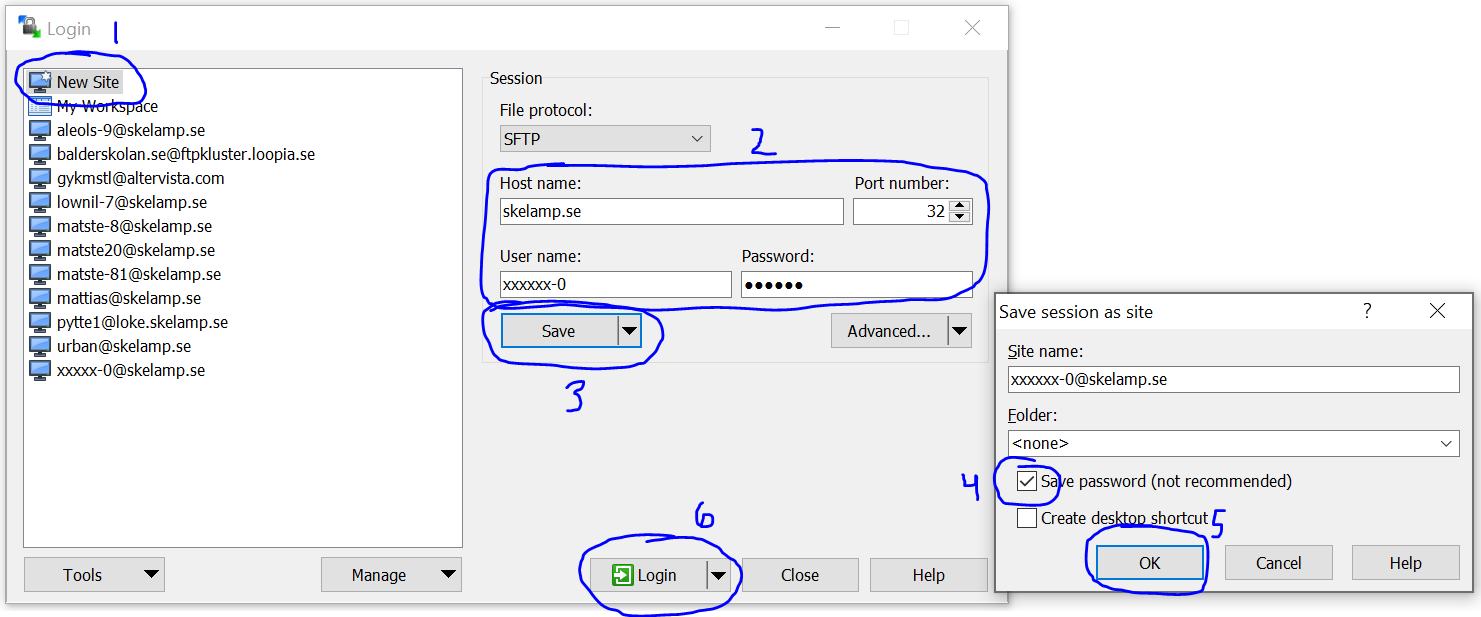 Login
1
New Site
My Workspace
aleols-9@skelamp.se
balderskolan.se@ftpkluster.loopia.se
gykmstl@altervista.com
lownil-7@skelamp.se
matste-8@skelamp.se
matste20@skelamp.se
matste-81@skelamp.se
mattias@skelamp.se
pytte1@loke.skelamp.se
urban@skelamp.se
xxxxx-0@skelamp.se
Tools
Manage
Session
File protocol:
SFTP
2
Host name: Port number:
skelamp.se 32
User name: Password:
xxxxxx-0 ●●●●●●
Save Advanced...
3
6
Login Close Help
Save session as site ?
Site name:
xxxxxx-0@skelamp.se
Folder:
<none>
4 Save password (not recommended)
Create desktop shortcut 5
OK Cancel Help